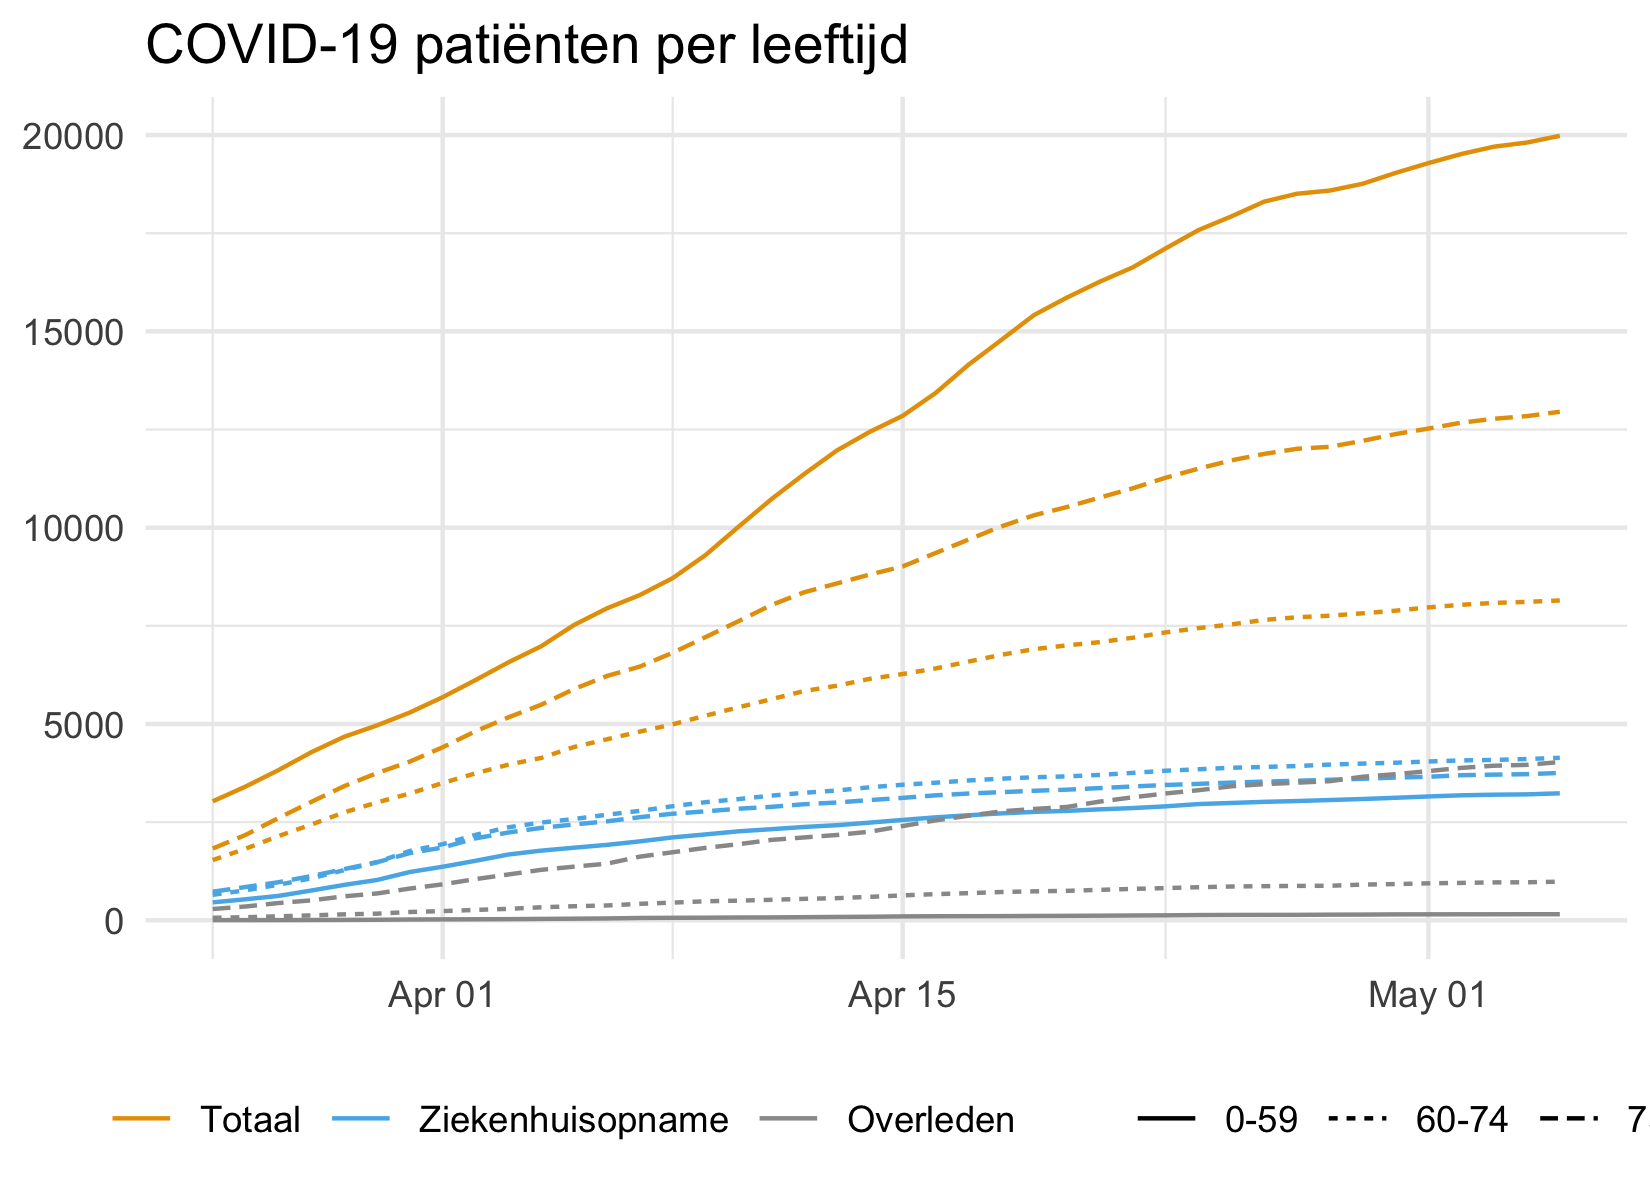 COVID-19 patiënten per leeftijd
20000
15000
10000
5000
0
Apr 01 Apr 15 May 01
Totaal Ziekenhuisopname Overleden 0-59 60-74